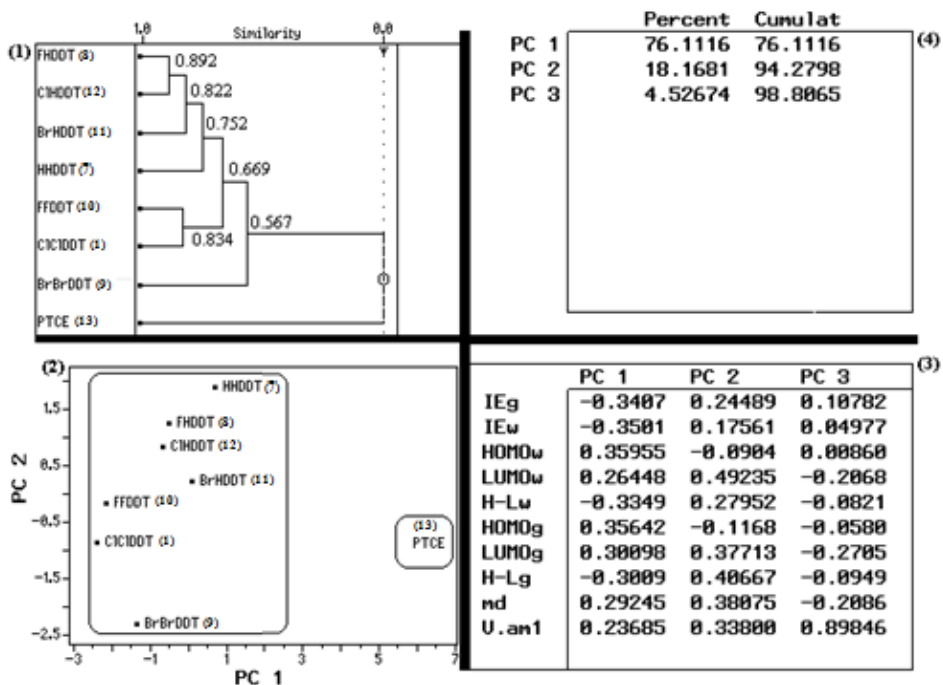 (1)
1.0 Similarity 0.0
FHDDT (8)
0.892
ClHDDT (12)
0.822
BrHDDT (11)
0.752
HHDDT (7)
0.669
FFDDT (10)
0.567
ClClDDT (1)
0.834
BrBrDDT (9)
PTCE (13)
(4)
Percent Cumulat
PC 1 76.1116 76.1116
PC 2 18.1681 94.2798
PC 3 4.52674 98.8065
(2)
HHDDT (7)
1.5
FHDDT (8)
ClHDDT (12)
0.5
BrHDDT (11)
FFDDT (10)
-0.5
(13)
PTCE
ClClDDT (1)
-1.5
BrBrDDT (9)
-2.5
PC 2
-3 -1 1 3 5 7
PC 1
(3)
PC 1 PC 2 PC 3
IEg -0.3407 0.24489 0.10782
IEw -0.3501 0.17561 0.04977
HOMOw 0.35955 -0.0904 0.00860
LUMOw 0.26448 0.49235 -0.2068
H-Lw -0.3349 0.27952 -0.0821
HOMOg 0.35642 -0.1168 -0.0580
LUMOg 0.30098 0.37713 -0.2705
H-Lg -0.3009 0.40667 -0.0949
md 0.29245 0.38075 -0.2086
V.am1 0.23685 0.33800 0.89846